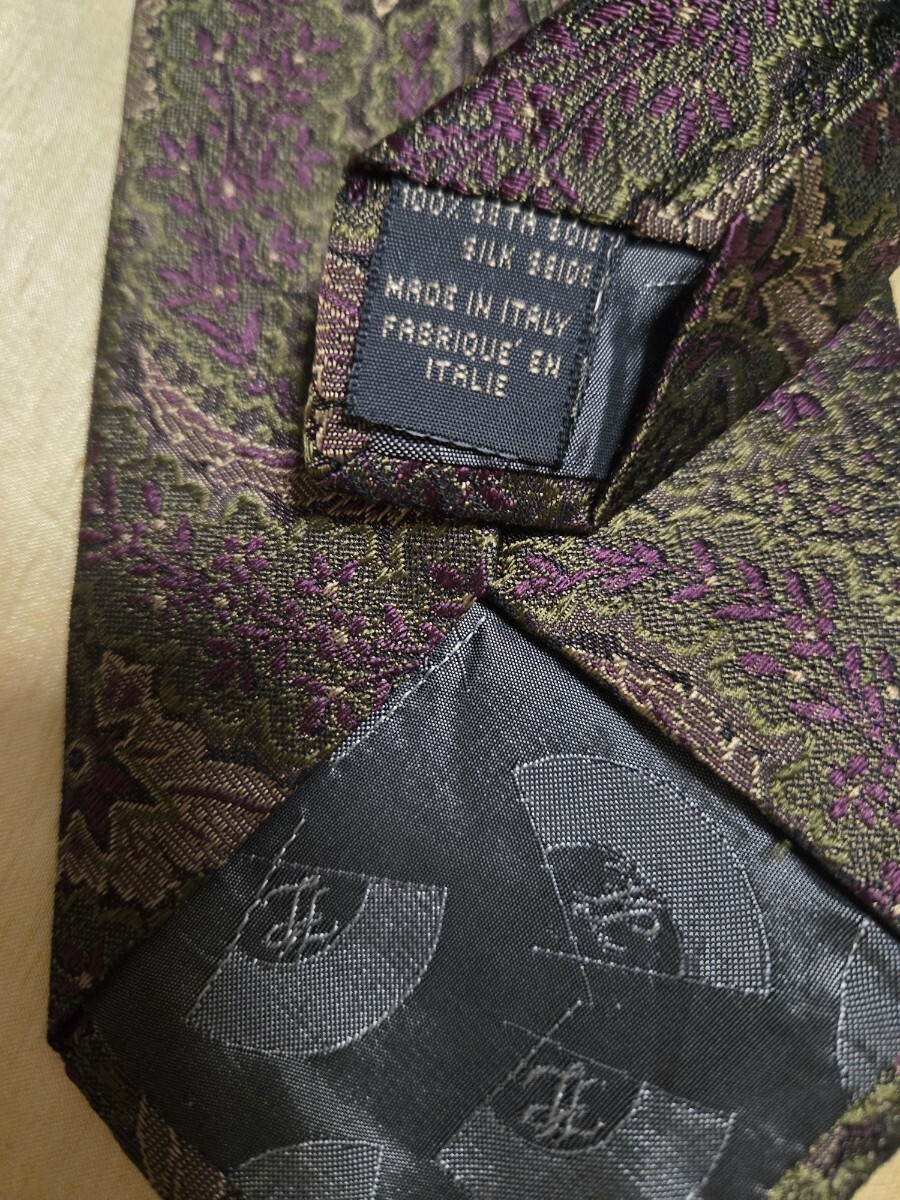 100% SETA SOIE
SILK SEIDE
MADE IN ITALY
FABRIQUE' EN
ITALIE